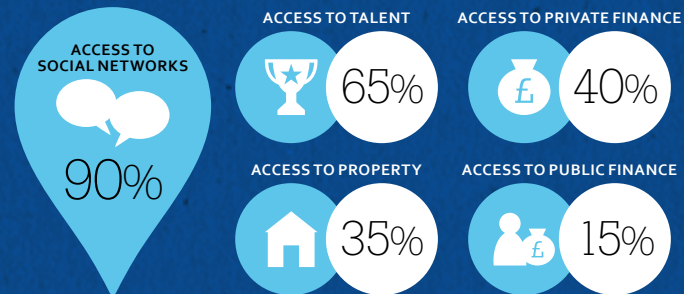 ACCESS TO
SOCIAL NETWORKS
90%
ACCESS TO TALENT
65%
ACCESS TO PRIVATE FINANCE
£
40%
ACCESS TO PROPERTY
35%
ACCESS TO PUBLIC FINANCE
£
15%